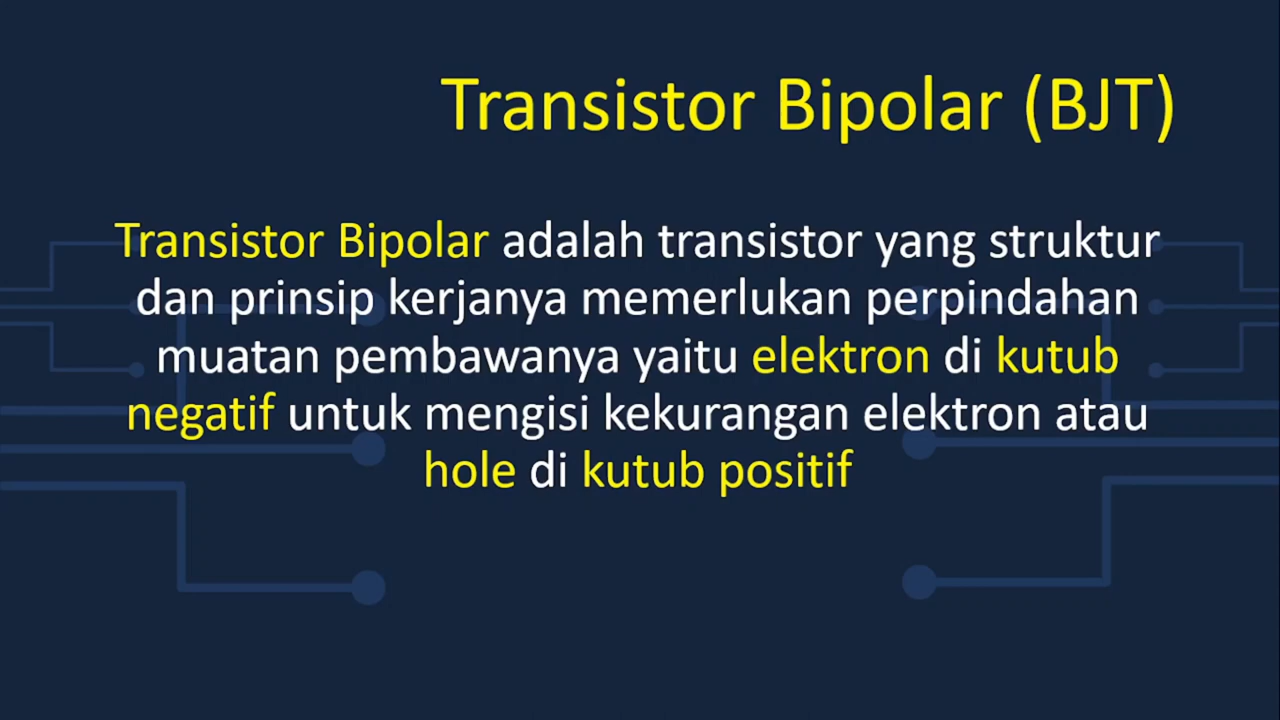 Transistor Bipolar (BJT)
Transistor Bipolar adalah transistor yang struktur
dan prinsip kerjanya memerlukan perpindahan
muatan pembawanya yaitu elektron di kutub
negatif untuk mengisi kekurangan elektron atau
hole di kutub positif